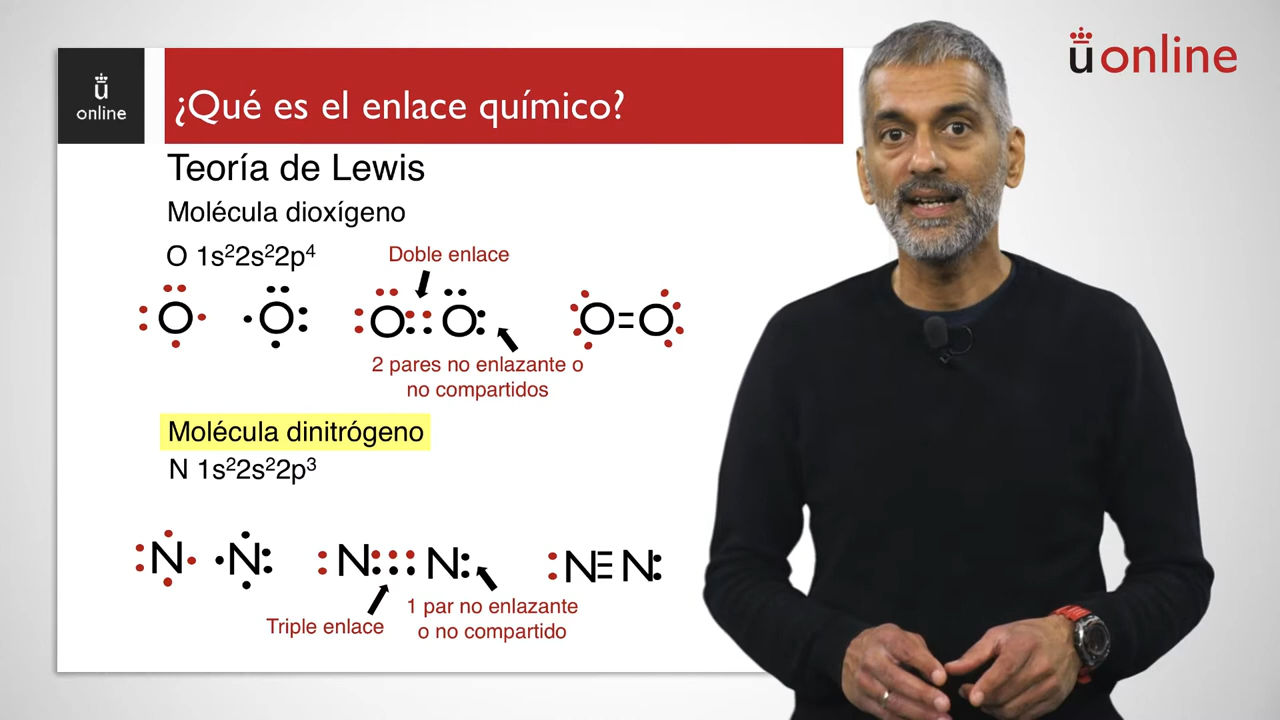 ü online
ü
online
¿Qué es el enlace químico?
Teoría de Lewis
Molécula dioxígeno
O 1s²2s²2p⁴
Doble enlace
O O O O O=O
2 pares no enlazante o
no compartidos
Molécula dinitrógeno
N 1s²2s²2p³
:N· ·N: :N:::N: :N≡N:
1 par no enlazante
o no compartido
Triple enlace